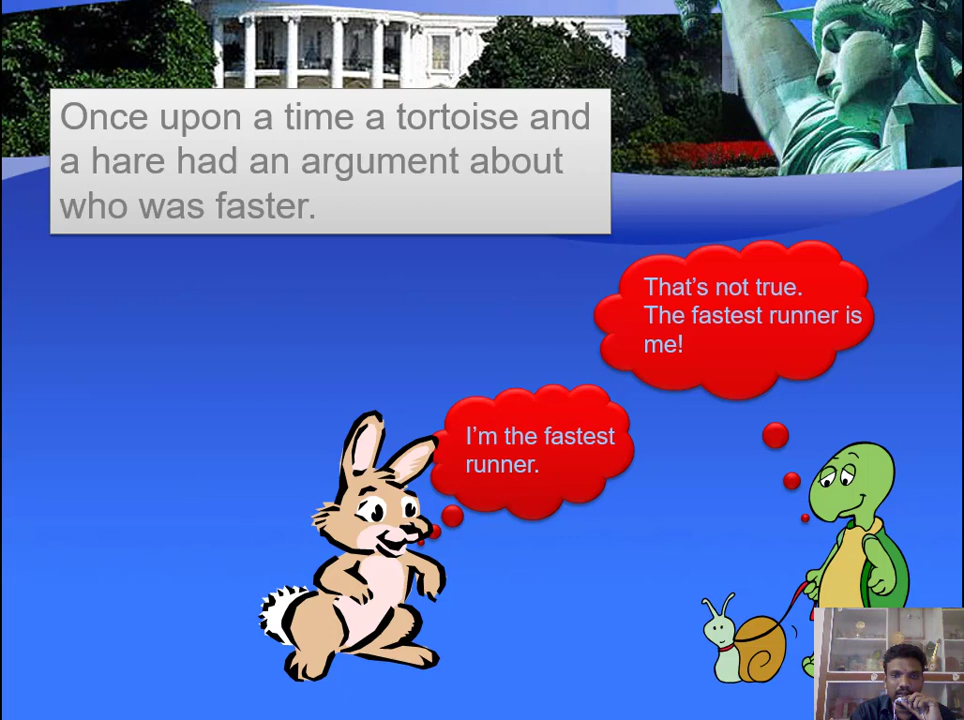 Once upon a time a tortoise and
a hare had an argument about
who was faster.
That’s not true.
The fastest runner is
me!
I’m the fastest
runner.